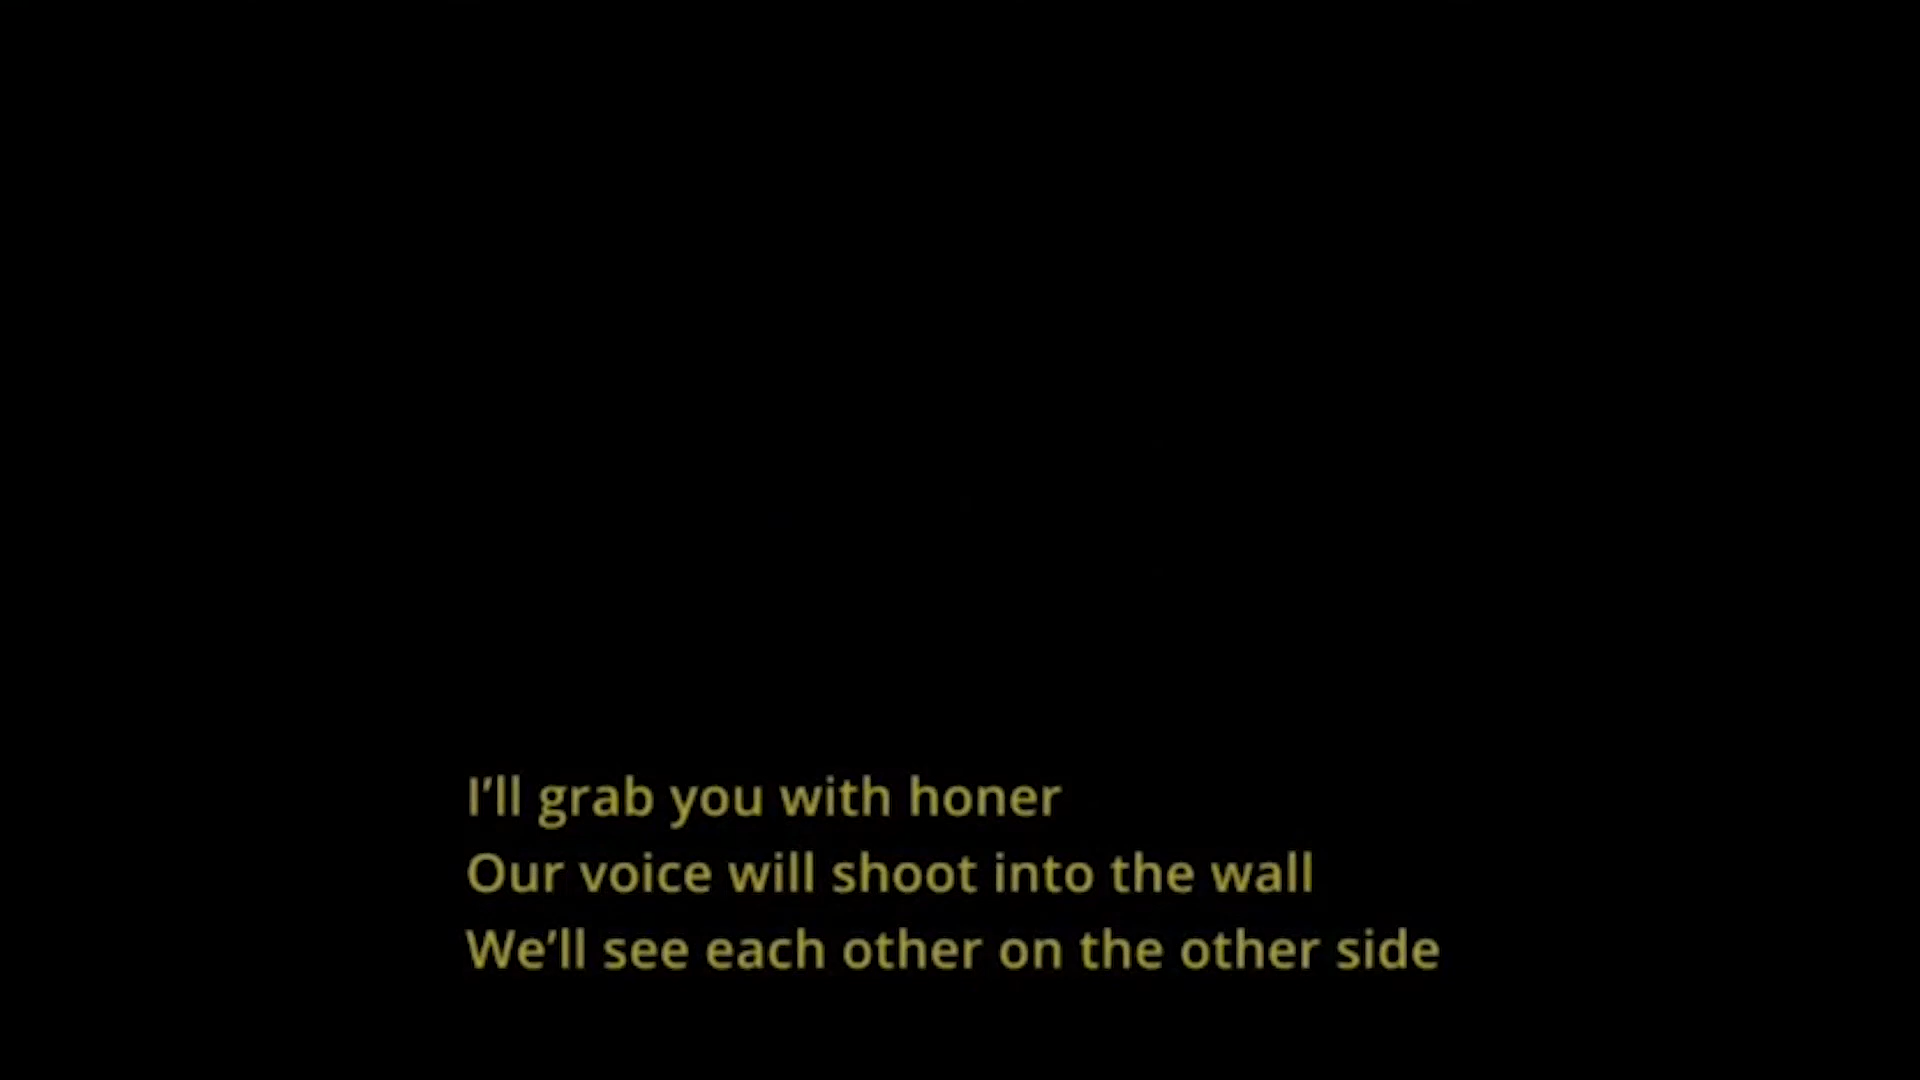 I’ll grab you with honer
Our voice will shoot into the wall
We’ll see each other on the other side